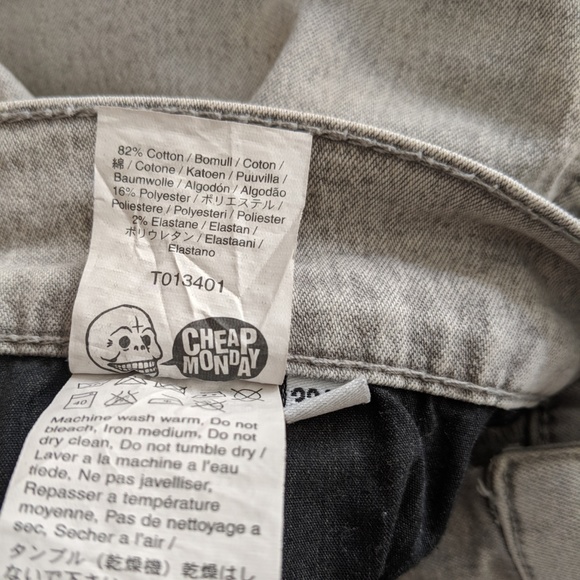 82% Cotton / Bomull / Coton /
綿 / Cotone / Katoen / Puuvilla /
Baumwolle / Algodón / Algodão
16% Polyester / ポリエステル /
Poliestere / Polyesteri / Poliester
2% Elastane / Elastan /
ポリウレタン / Elastaani /
Elastano
T013401
CHEAP
MONDAY
40
Machine wash warm, Do not
bleach, Iron medium, Do not
dry clean, Do not tumble dry /
Laver a la machine a l'eau
tiede, Ne pas javelliser,
Repasser a température
moyenne, Pas de nettoyage a
sec, Secher a l'air /
タンブル (乾燥機) 乾燥はし